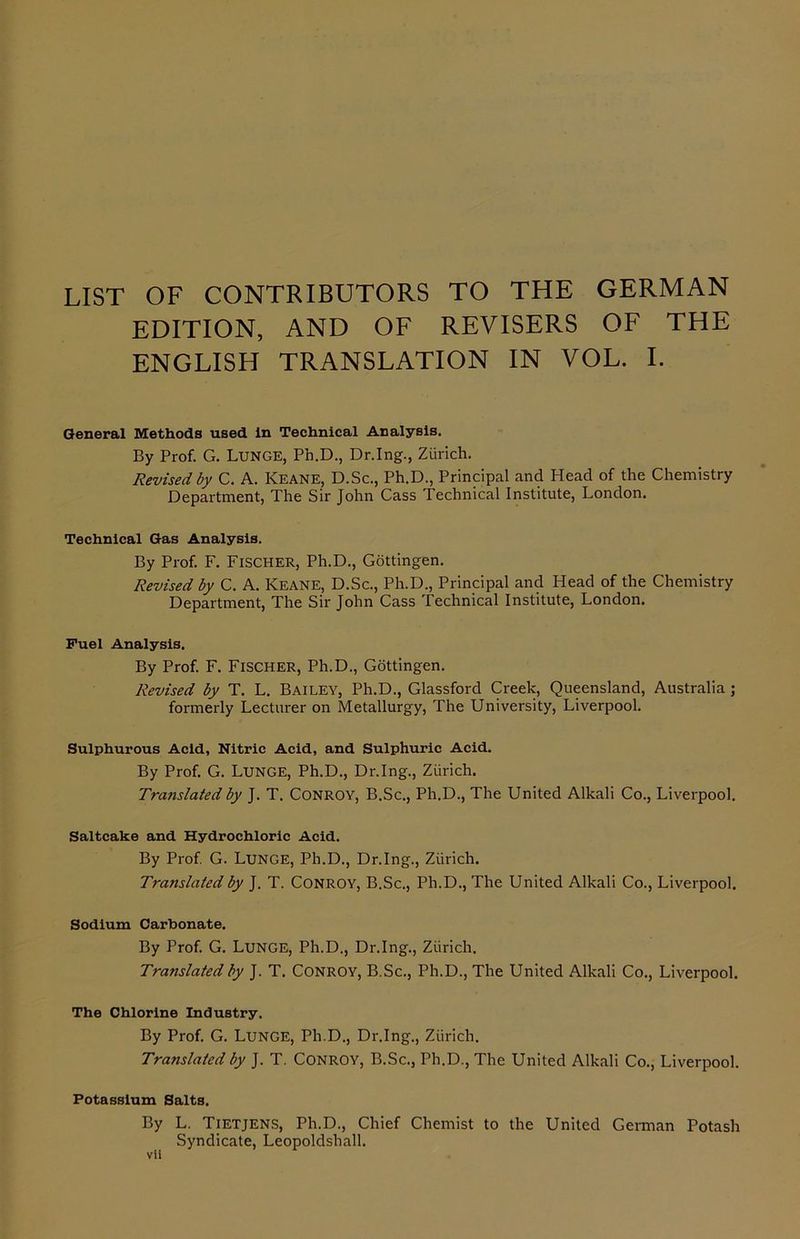 LIST OF CONTRIBUTORS TO THE GERMAN
EDITION, AND OF REVISERS OF THE
ENGLISH TRANSLATION IN VOL. I.
General Methods used in Technical Analysis.
By Prof. G. LUNGE, Ph.D., Dr.Ing., Zürich.
Revised by C. A. KEANE, D.Sc., Ph.D., Principal and Head of the Chemistry
Department, The Sir John Cass Technical Institute, London.
Technical Gas Analysis.
By Prof. F. FISCHER, Ph.D., Göttingen.
Revised by C. A. KEANE, D.Sc., Ph.D., Principal and Head of the Chemistry
Department, The Sir John Cass Technical Institute, London.
Fuel Analysis.
By Prof. F. FISCHER, Ph.D., Göttingen.
Revised by T. L. BAILEY, Ph.D., Glassford Creek, Queensland, Australia ;
formerly Lecturer on Metallurgy, The University, Liverpool.
Sulphurous Acid, Nitric Acid, and Sulphuric Acid.
By Prof. G. LUNGE, Ph.D., Dr.Ing., Zürich.
Translated by J. T. CONROY, B.Sc., Ph.D., The United Alkali Co., Liverpool.
Saltcake and Hydrochloric Acid.
By Prof. G. LUNGE, Ph.D., Dr.Ing., Zürich.
Translated by J. T. CONROY, B.Sc., Ph.D., The United Alkali Co., Liverpool.
Sodium Carbonate.
By Prof. G. LUNGE, Ph.D., Dr.Ing., Zürich.
Translated by J. T. CONROY, B.Sc., Ph.D., The United Alkali Co., Liverpool.
The Chlorine Industry.
By Prof. G. LUNGE, Ph.D., Dr.Ing., Zürich.
Translated by J. T. CONROY, B.Sc., Ph.D., The United Alkali Co., Liverpool.
Potassium Salts.
By L. TIETJENS, Ph.D., Chief Chemist to the United German Potash
Syndicate, Leopoldshall.
vii